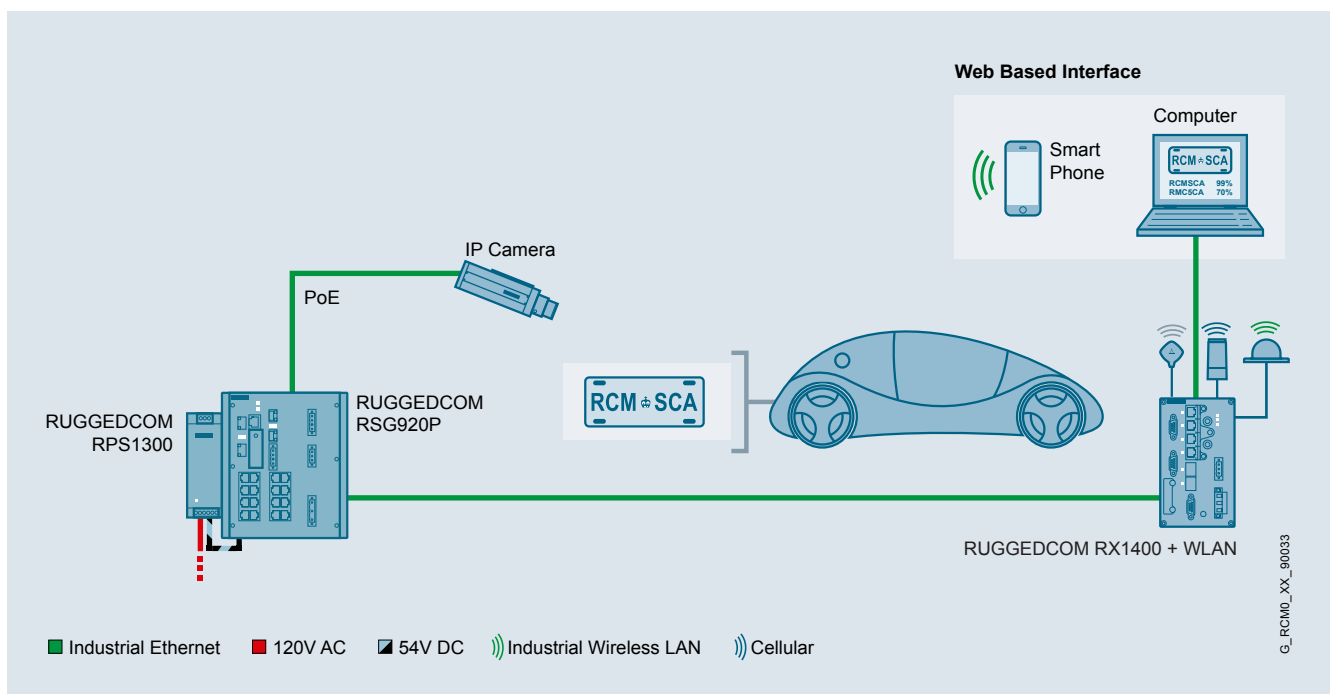 Web Based Interface
Computer
Smart
Phone
RCM SCA
RCMSCA 99%
RMC5CA 70%
IP Camera
PoE
RUGGEDCOM
RPS1300
RUGGEDCOM
RSG920P
RCM SCA
RUGGEDCOM RX1400 + WLAN
G_RCM0_XX_90033
Industrial Ethernet
120V AC
54V DC
Industrial Wireless LAN
Cellular